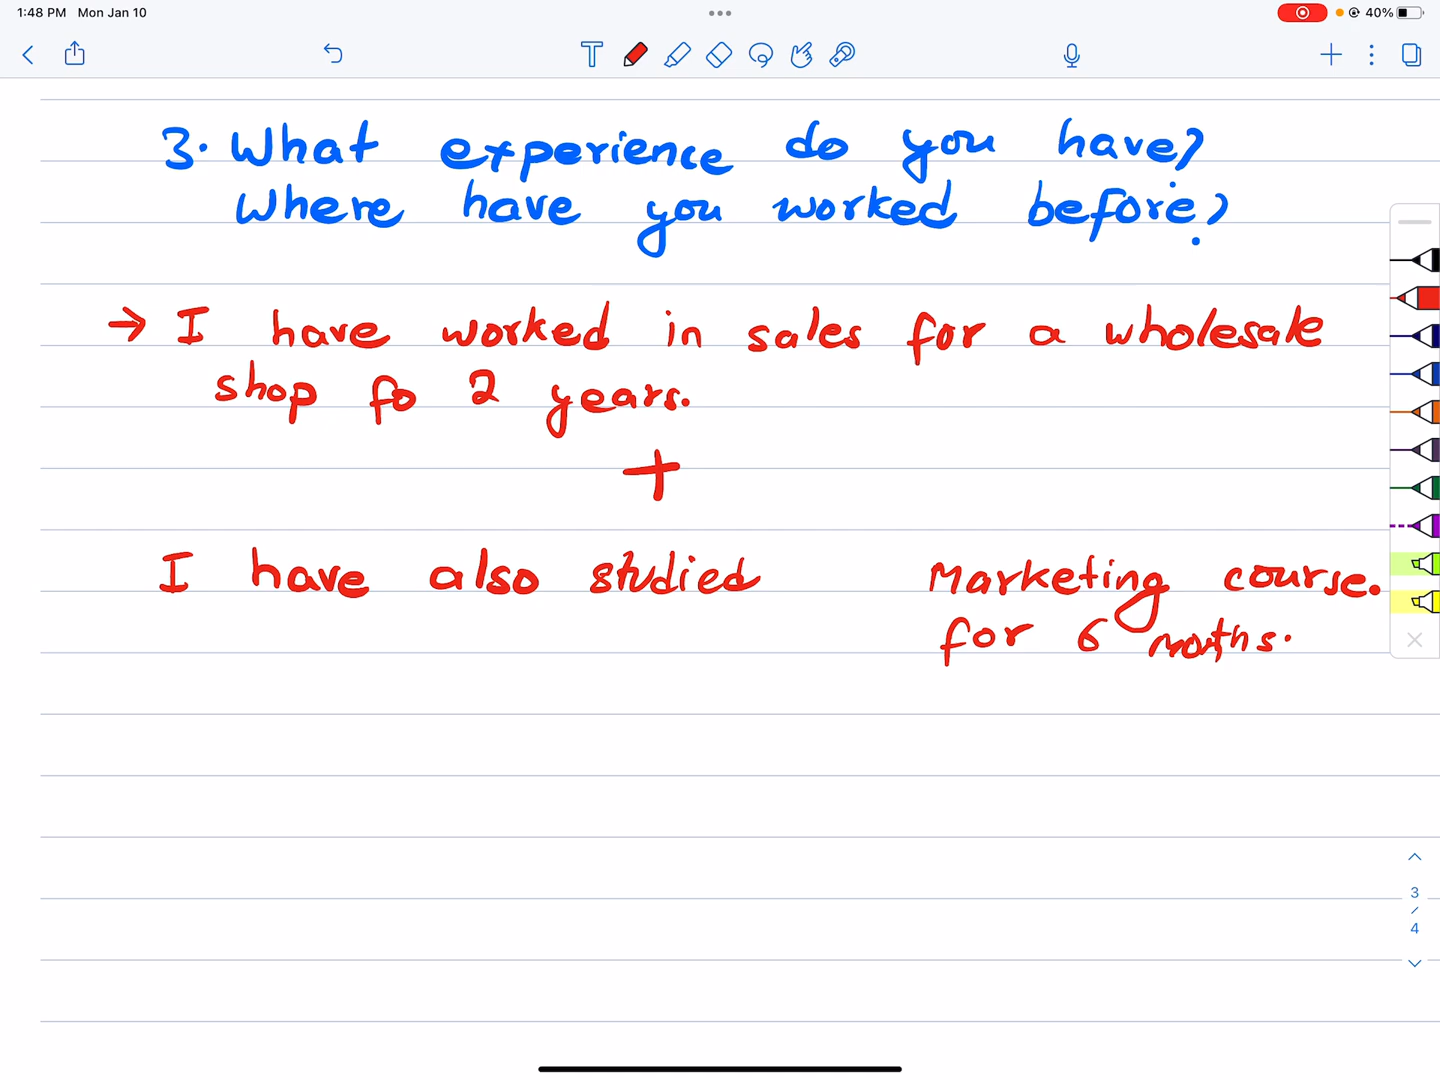 1:48 PM Mon Jan 10
40%
3. What experience do you have?
Where have you worked before?
→ I have worked in sales for a wholesale
shop fo 2 years.
+
I have also studied Marketing course.
for 6 months.
3
/
4